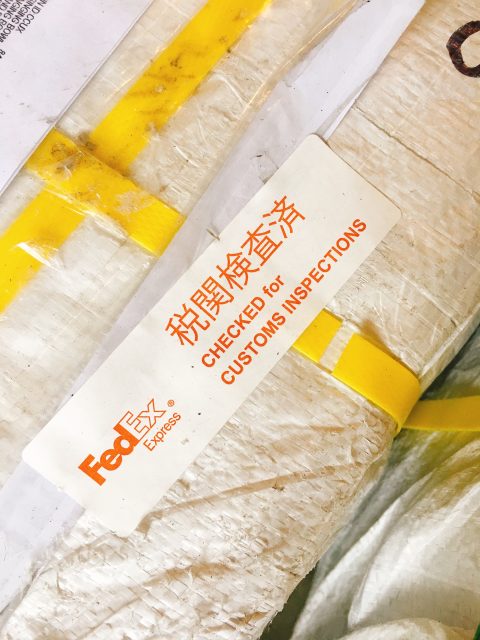 税関検査済
CHECKED for
CUSTOMS INSPECTIONS
FedEx®
Express